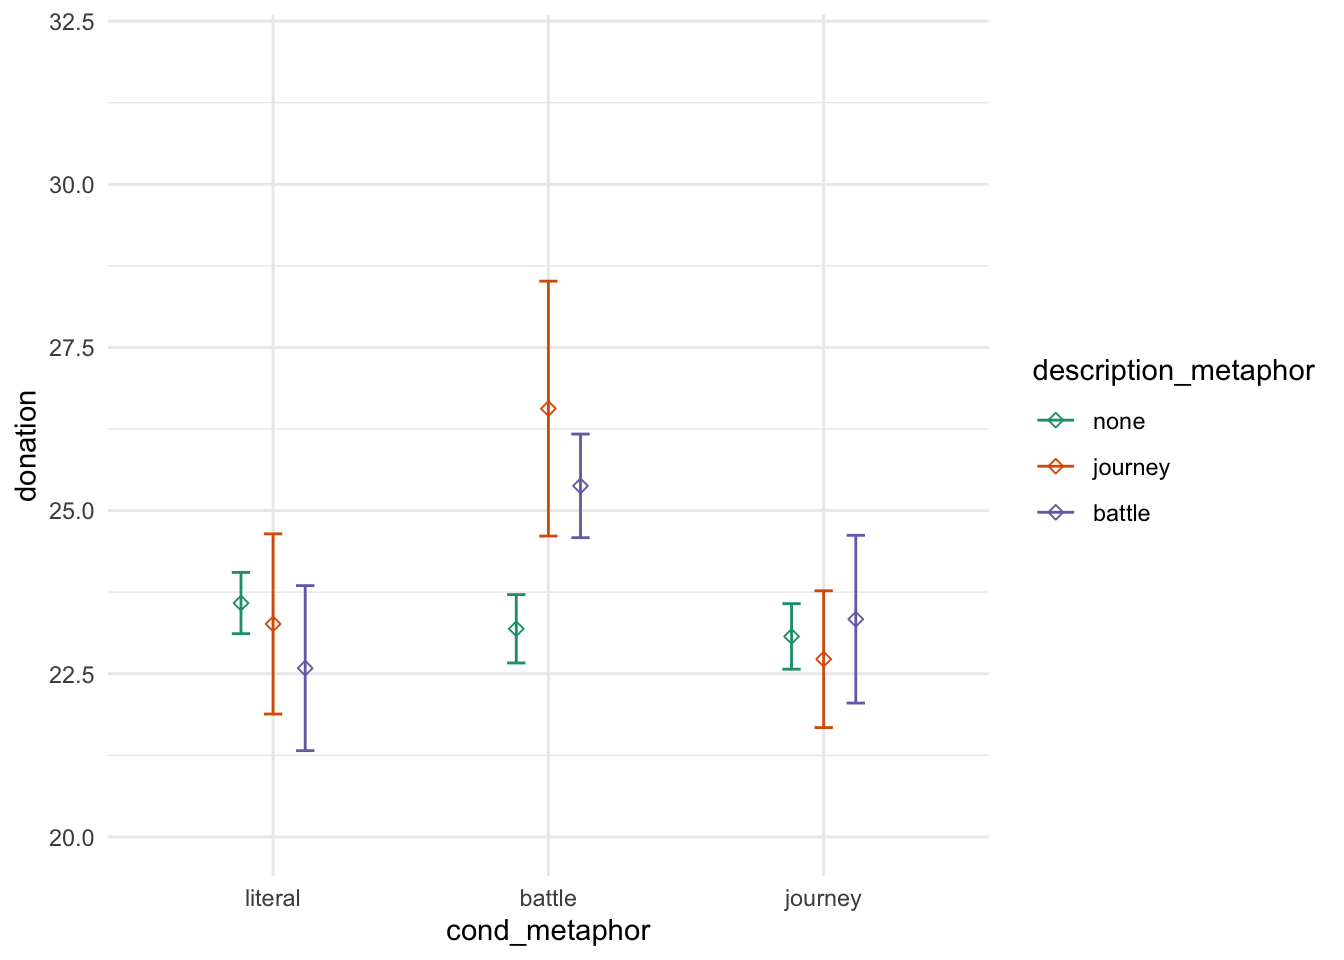 32.5
30.0
27.5
25.0
22.5
20.0
donation
literal battle journey
cond_metaphor
description_metaphor
none
journey
battle